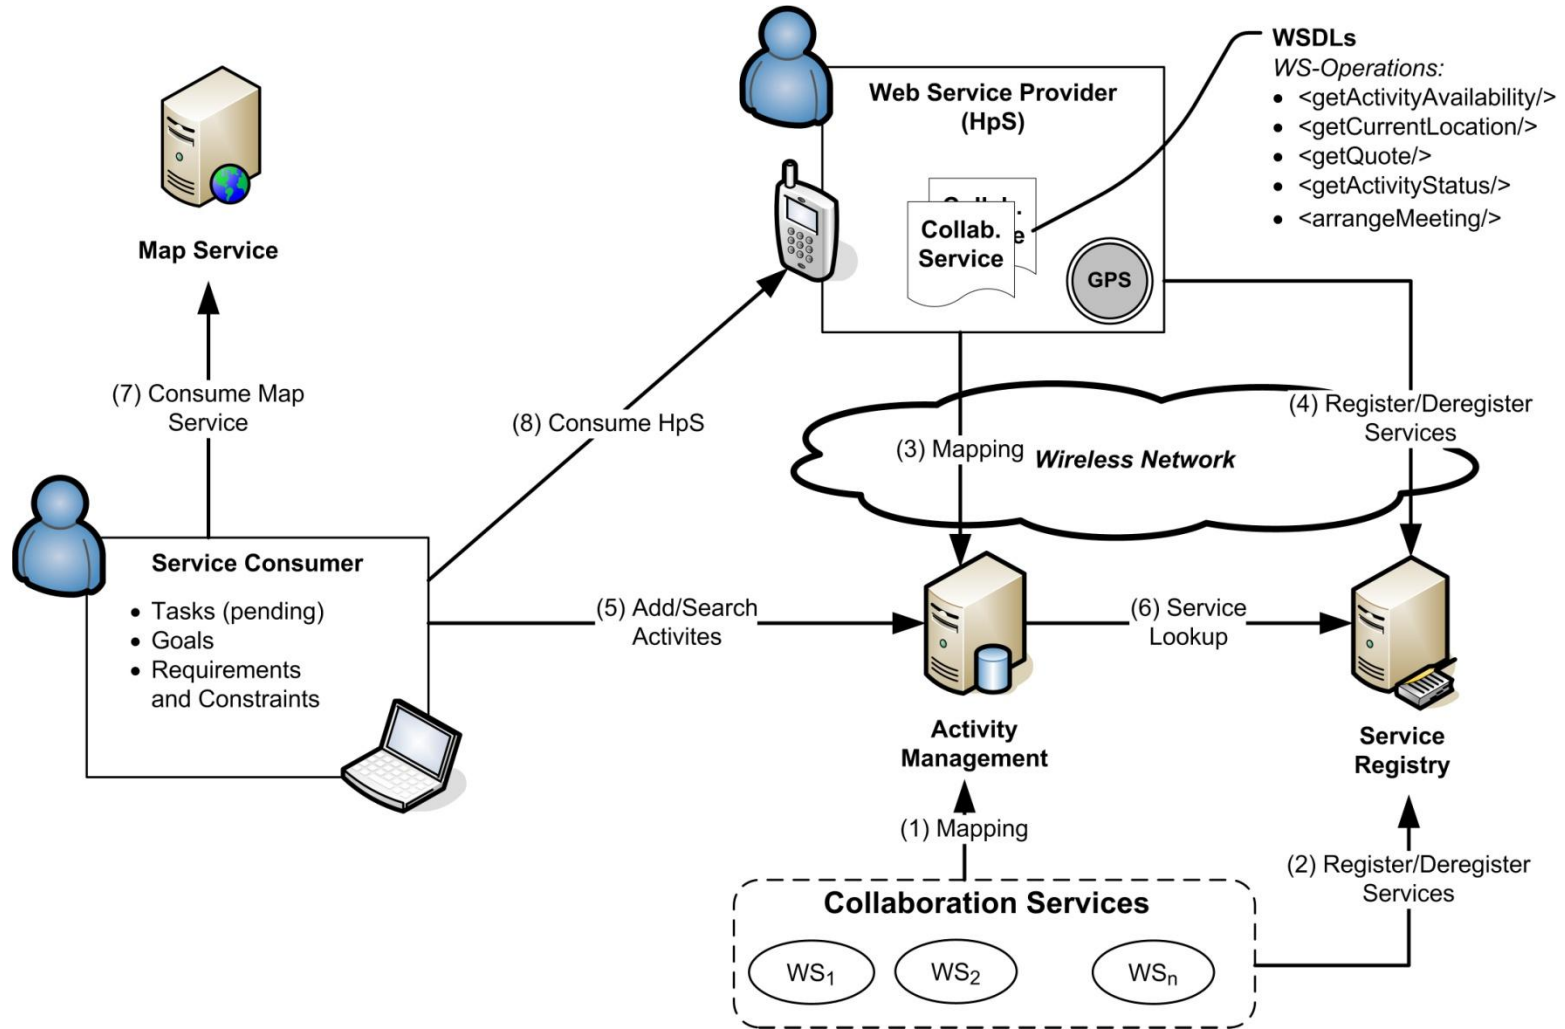 WSDLs
WS-Operations:
• <getActivityAvailability/>
• <getCurrentLocation/>
• <getQuote/>
• <getActivityStatus/>
• <arrangeMeeting/>
Web Service Provider
(HpS)
Collab.
e
Collab.
Service
GPS
Map Service
(7) Consume Map
Service
(8) Consume HpS
(3) Mapping
Wireless Network
(4) Register/Deregister
Services
Service Consumer
• Tasks (pending)
• Goals
• Requirements
and Constraints
(5) Add/Search
Activites
(6) Service
Lookup
Activity
Management
Service
Registry
(1) Mapping
(2) Register/Deregister
Services
Collaboration Services
WS1
WS2
WSn